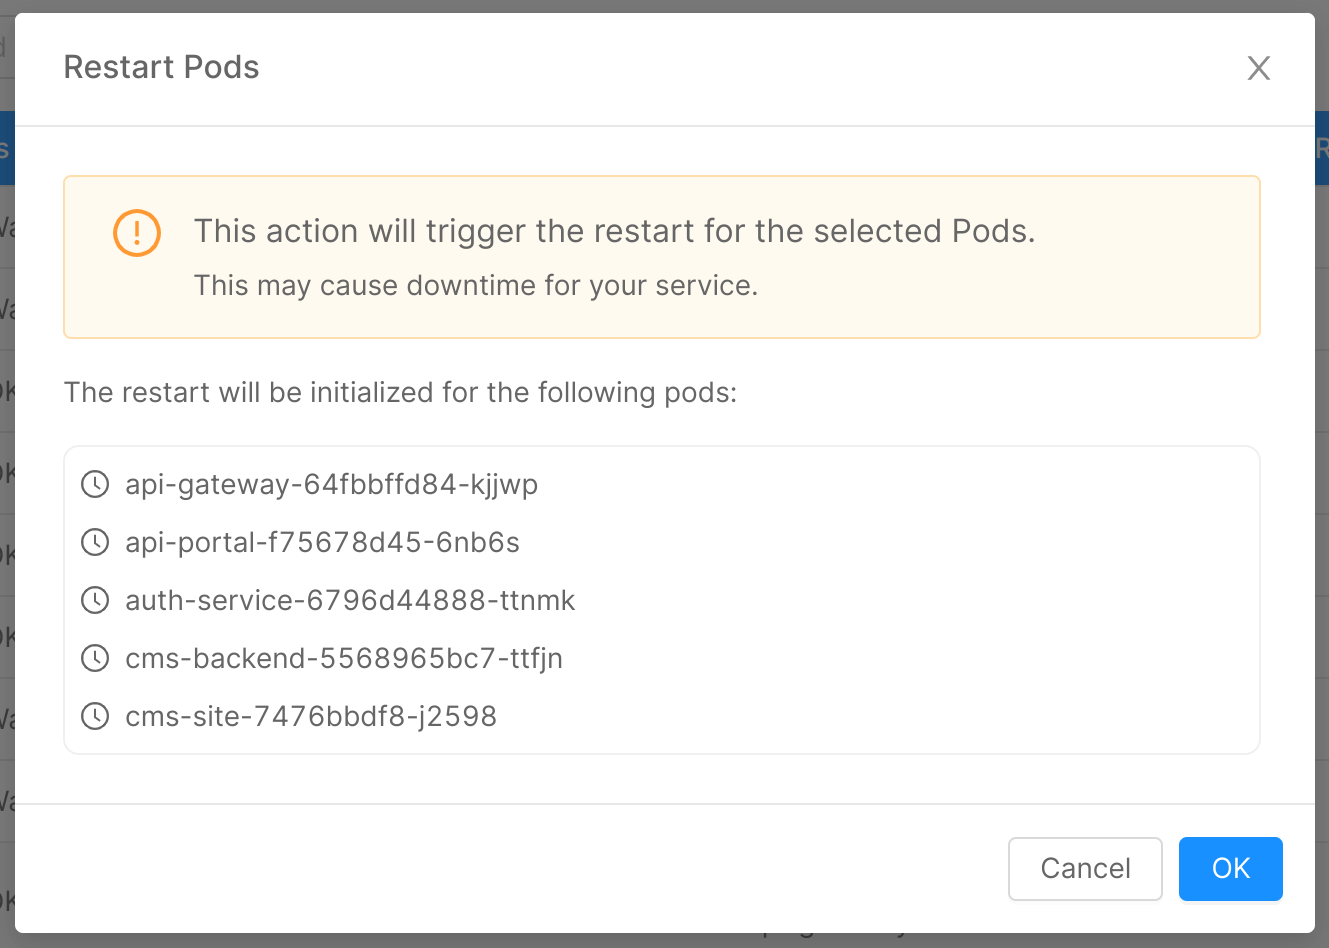 Restart Pods
This action will trigger the restart for the selected Pods.
This may cause downtime for your service.
The restart will be initialized for the following pods:
api-gateway-64fbbffd84-kjjwp
api-portal-f75678d45-6nb6s
auth-service-6796d44888-ttnmk
cms-backend-5568965bc7-ttfjn
cms-site-7476bbdf8-j2598
Cancel
OK